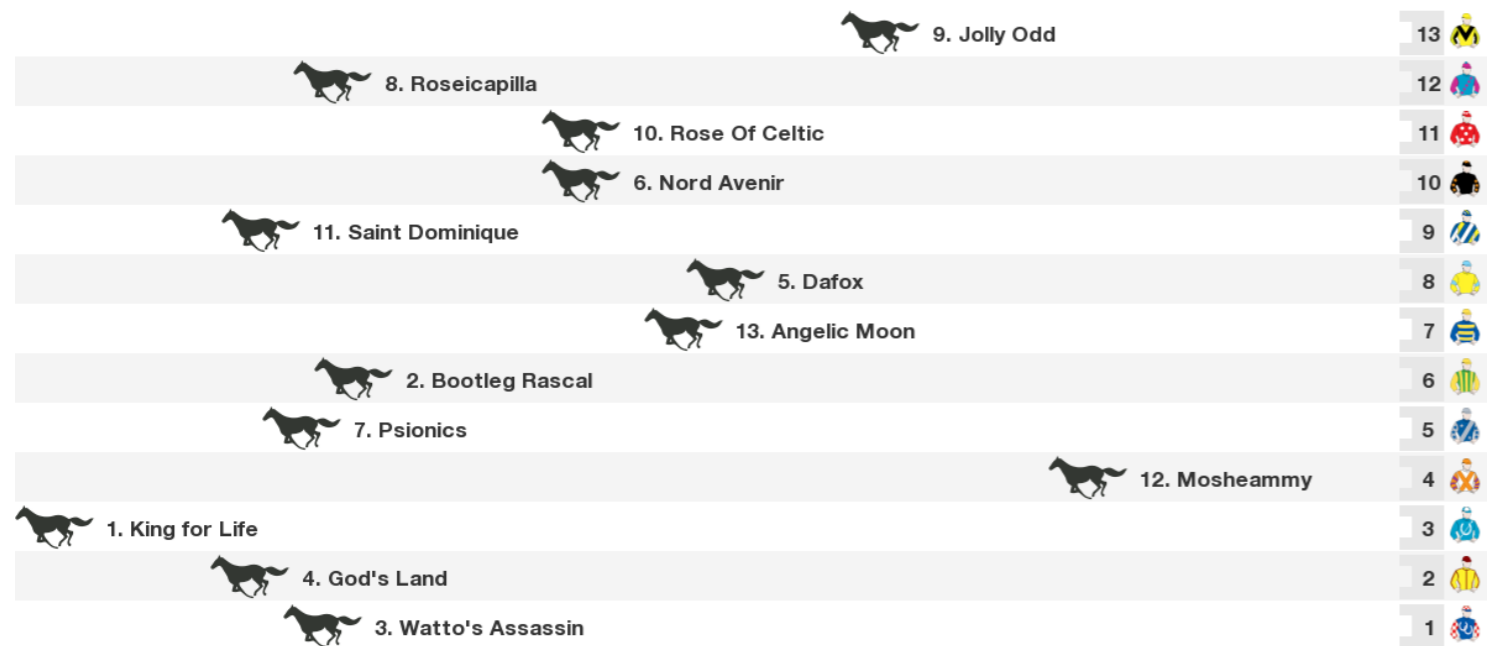 9. Jolly Odd 13
8. Roseicapilla 12
10. Rose Of Celtic 11
6. Nord Avenir 10
11. Saint Dominique 9
5. Dafox 8
13. Angelic Moon 7
2. Bootleg Rascal 6
7. Psionics 5
12. Mosheammy 4
1. King for Life 3
4. God's Land 2
3. Watto's Assassin 1